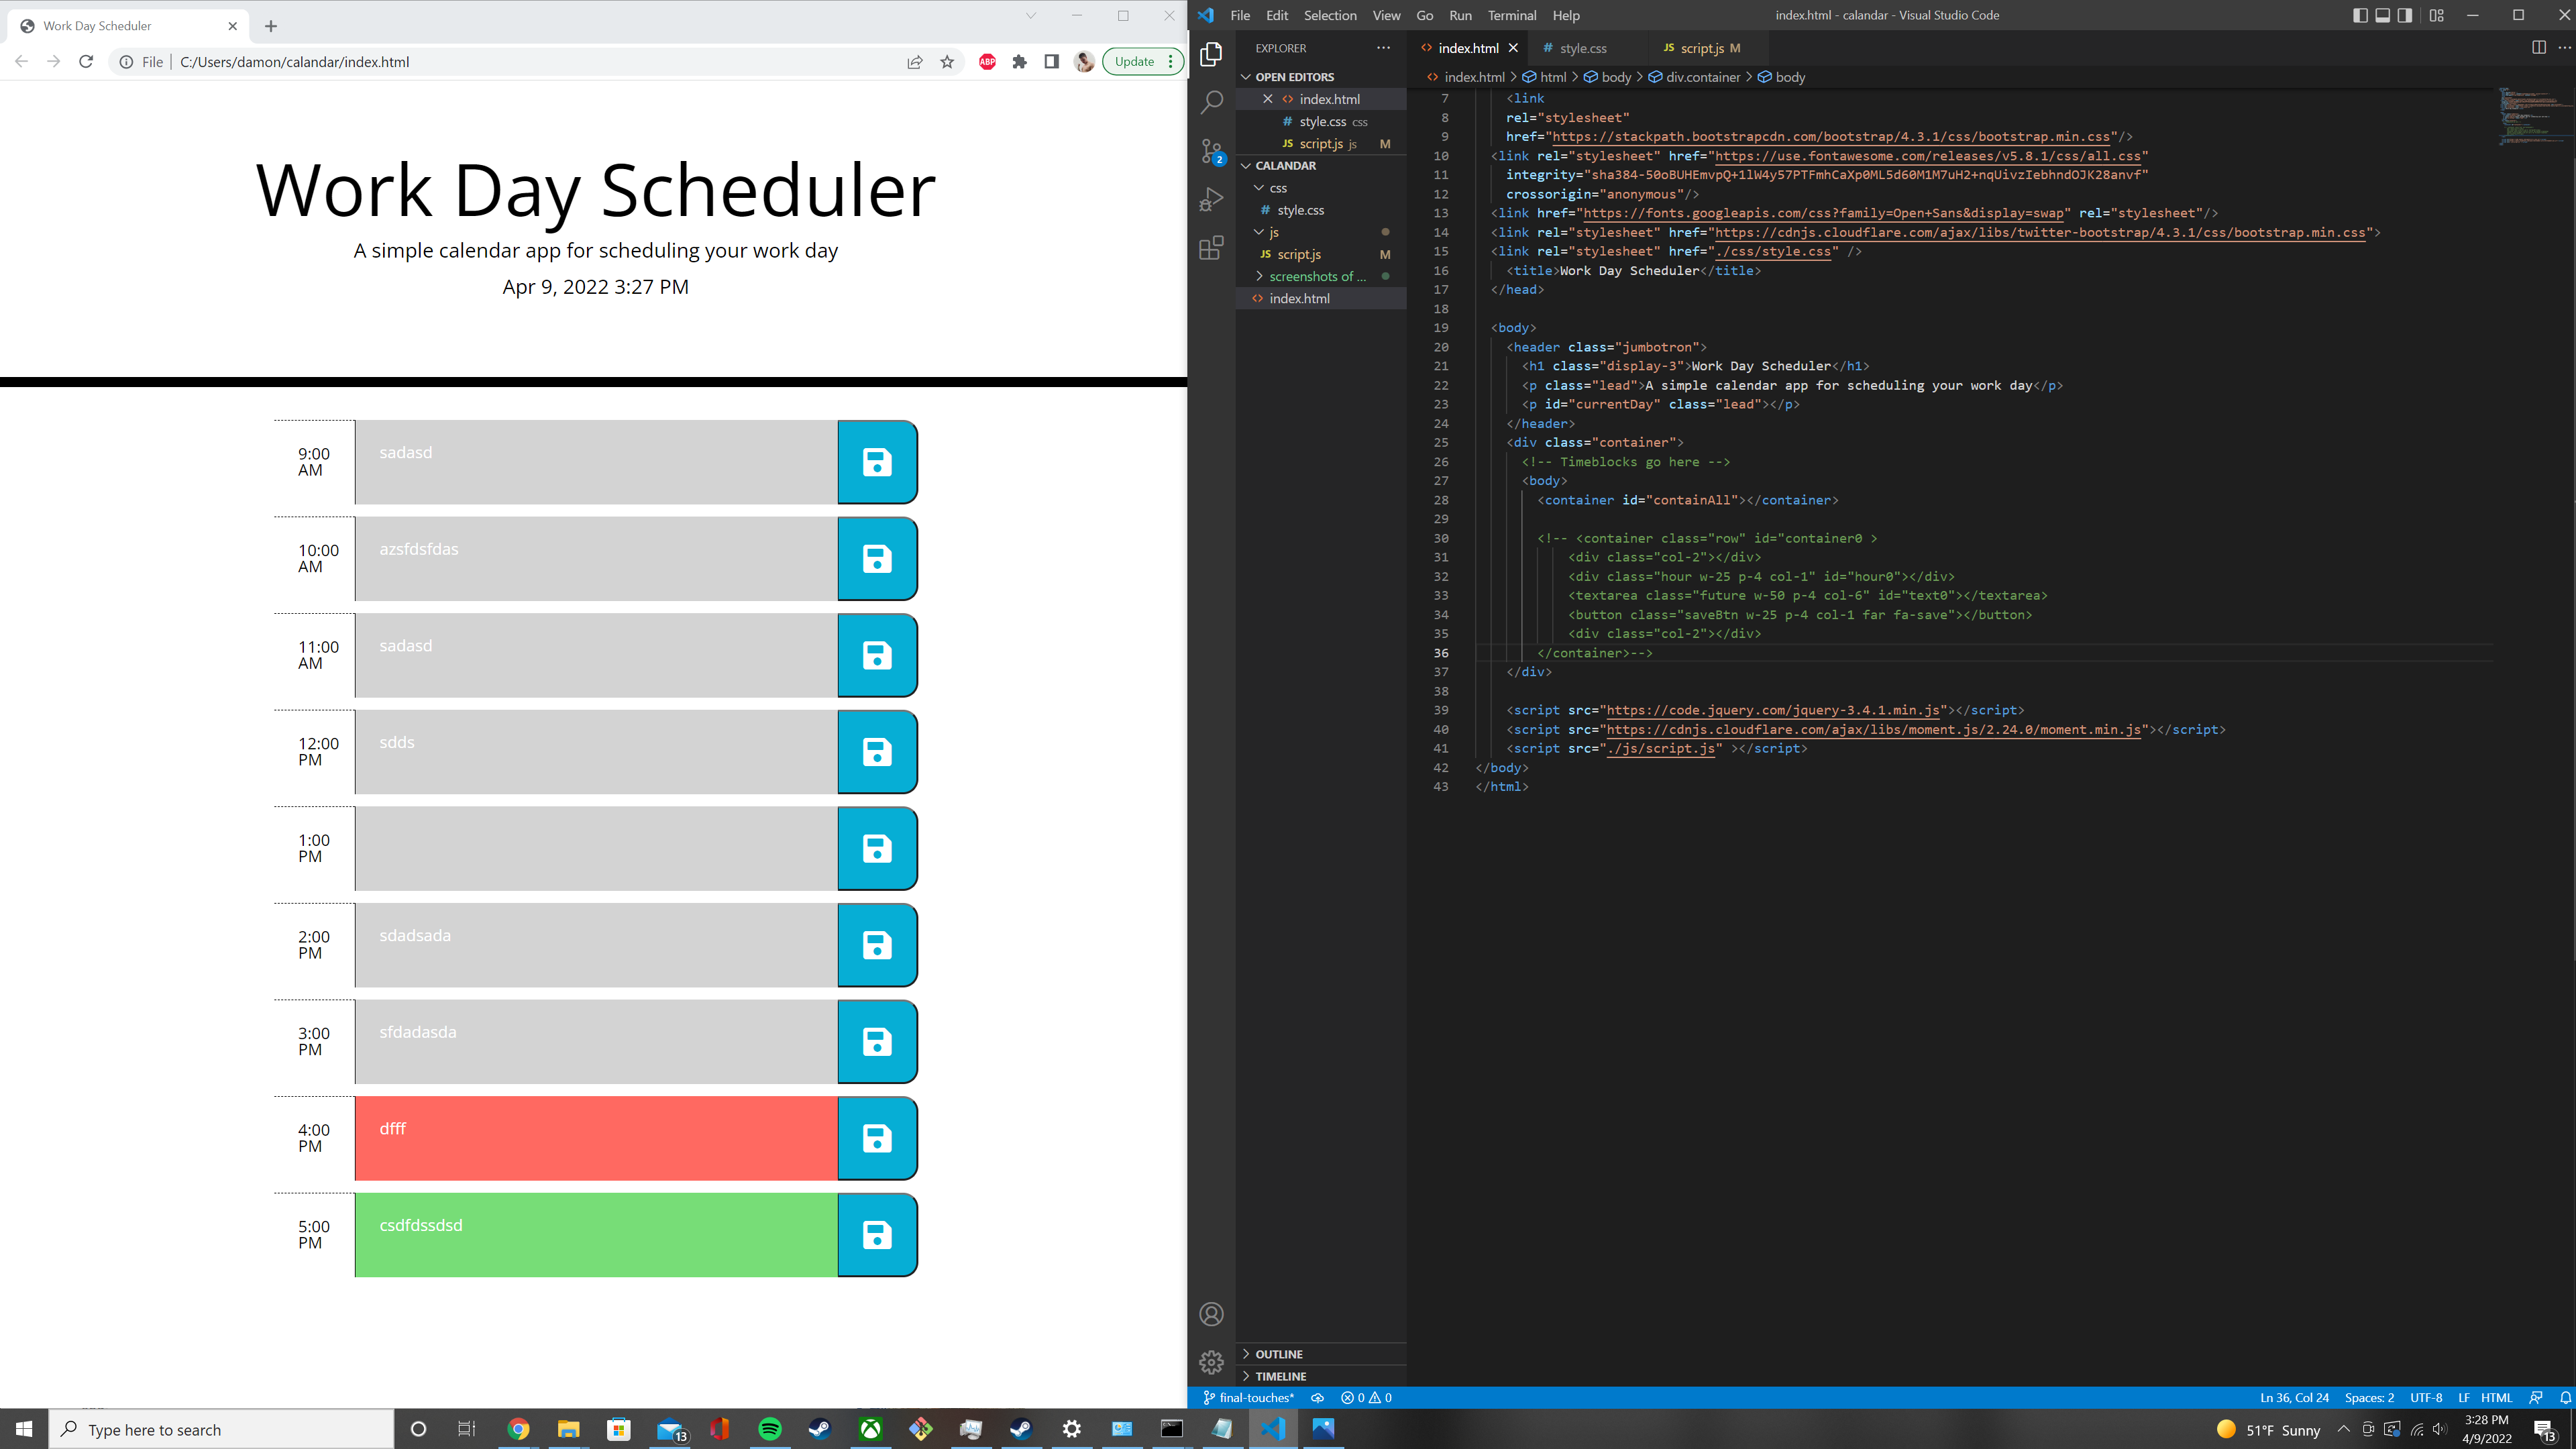 Work Day Scheduler
File | C:/Users/damon/calandar/index.html
ABP
Update
Work Day Scheduler
A simple calendar app for scheduling your work day
Apr 9, 2022 3:27 PM
9:00
AM
sadasd
10:00
AM
azsfdsfdas
11:00
AM
sadasd
12:00
PM
sdds
1:00
PM
2:00
PM
sdadsada
3:00
PM
sfdadasda
4:00
PM
dfff
5:00
PM
csdfdssdsd
File Edit Selection View Go Run Terminal Help
index.html - calandar - Visual Studio Code
EXPLORER
OPEN EDITORS
index.html
style.css css
JS script.js js M
2
CALANDAR
css
# style.css
js
JS script.js M
screenshots of ...
index.html
OUTLINE
TIMELINE
index.html
# style.css
JS script.js M
index.html > html > body > div.container > body
7 <link
8 rel="stylesheet"
9 href="https://stackpath.bootstrapcdn.com/bootstrap/4.3.1/css/bootstrap.min.css"/>
10 <link rel="stylesheet" href="https://use.fontawesome.com/releases/v5.8.1/css/all.css"
11 integrity="sha384-50oBUHEmvpQ+1lW4y57PTFmhCaXp0ML5d60M1M7uH2+nqUivzIebhndOJK28anvf"
12 crossorigin="anonymous"/>
13 <link href="https://fonts.googleapis.com/css?family=Open+Sans&display=swap" rel="stylesheet"/>
14 <link rel="stylesheet" href="https://cdnjs.cloudflare.com/ajax/libs/twitter-bootstrap/4.3.1/css/bootstrap.min.css">
15 <link rel="stylesheet" href="./css/style.css" />
16 <title>Work Day Scheduler</title>
17 </head>
18
19 <body>
20 <header class="jumbotron">
21 <h1 class="display-3">Work Day Scheduler</h1>
22 <p class="lead">A simple calendar app for scheduling your work day</p>
23 <p id="currentDay" class="lead"></p>
24 </header>
25 <div class="container">
26 <!-- Timeblocks go here -->
27 <body>
28 <container id="containAll"></container>
29
30 <!-- <container class="row" id="container0 >
31 <div class="col-2"></div>
32 <div class="hour w-25 p-4 col-1" id="hour0"></div>
33 <textarea class="future w-50 p-4 col-6" id="text0"></textarea>
34 <button class="saveBtn w-25 p-4 col-1 far fa-save"></button>
35 <div class="col-2"></div>
36 </container>-->
37 </div>
38
39 <script src="https://code.jquery.com/jquery-3.4.1.min.js"></script>
40 <script src="https://cdnjs.cloudflare.com/ajax/libs/moment.js/2.24.0/moment.min.js"></script>
41 <script src="./js/script.js" ></script>
42 </body>
43 </html>
final-touches* 0 0
Ln 36, Col 24 Spaces: 2 UTF-8 LF HTML
Type here to search
13
51°F Sunny
3:28 PM
4/9/2022
13